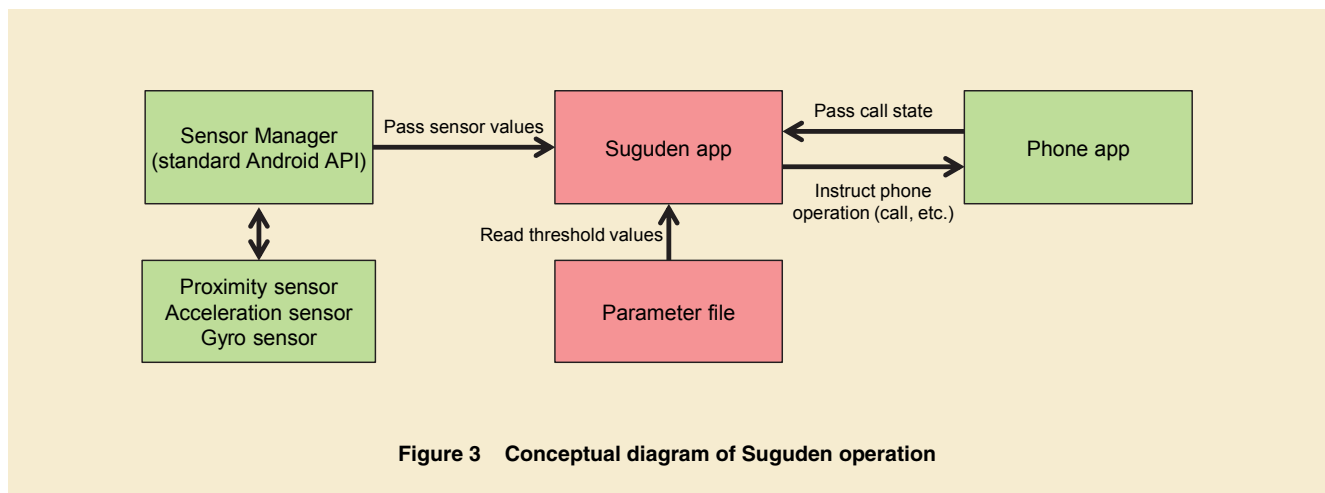 Sensor Manager
(standard Android API)
Pass sensor values
Suguden app
Pass call state
Phone app
Instruct phone
operation (call, etc.)
Read threshold values
Proximity sensor
Acceleration sensor
Gyro sensor
Parameter file
Figure 3 Conceptual diagram of Suguden operation